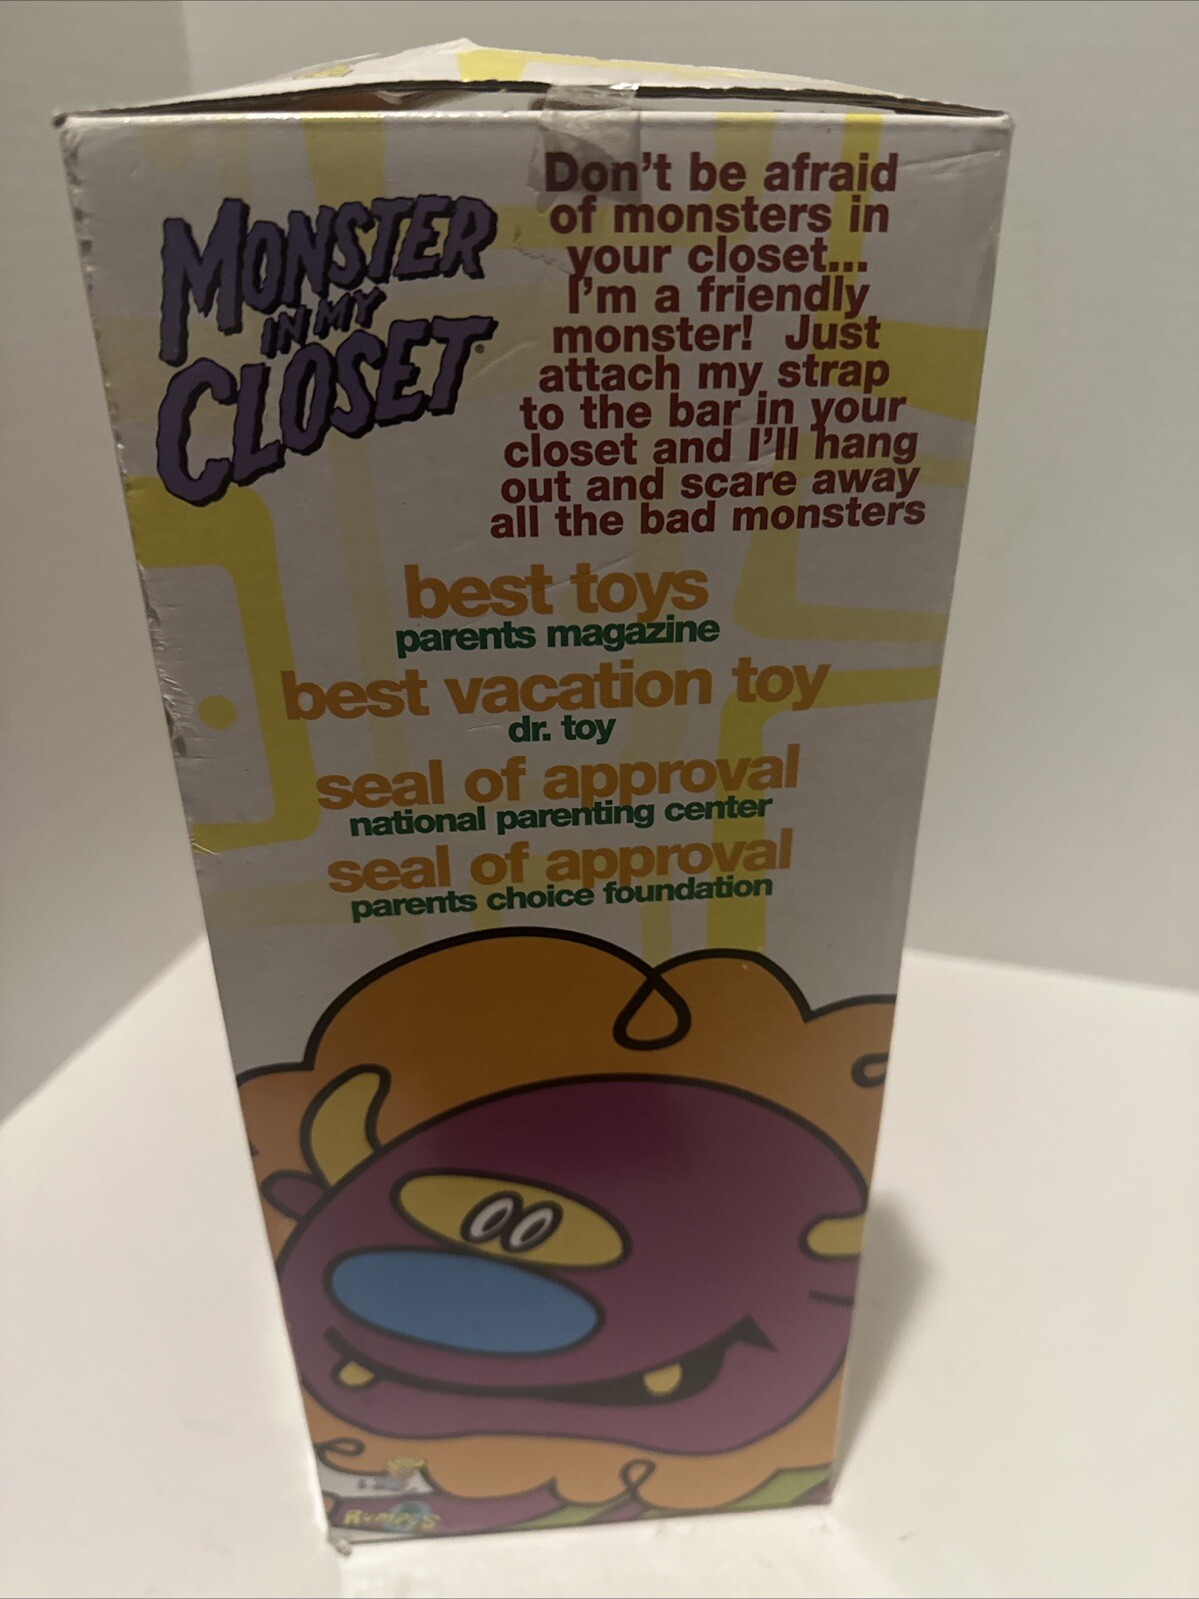 MONSTER
IN MY
CLOSET®
Don't be afraid
of monsters in
your closet...
I'm a friendly
monster! Just
attach my strap
to the bar in your
closet and I'll hang
out and scare away
all the bad monsters
best toys
parents magazine
best vacation toy
dr. toy
seal of approval
national parenting center
seal of approval
parents choice foundation